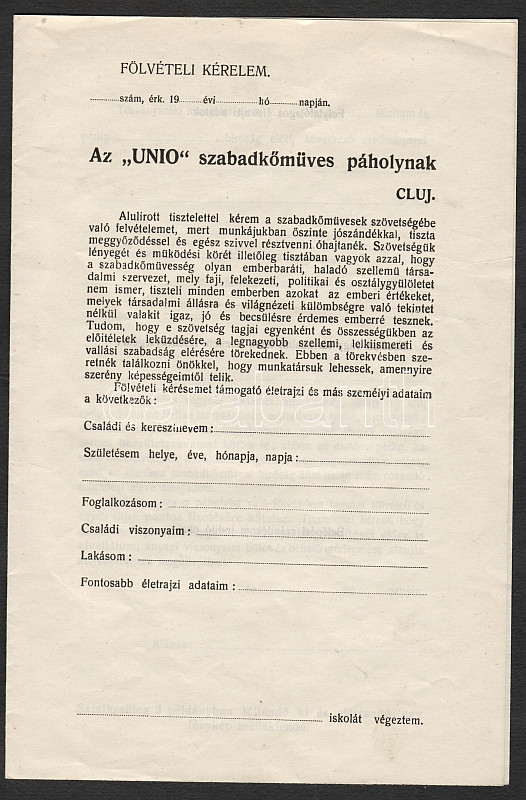 FÖLVÉTELI KÉRELEM.
szám, érk. 19 évi hó napján.
Az „UNIO“ szabadkőmüves páholynak
CLUJ.
Alulirott tisztelettel kérem a szabadkőmüvesek szövetségébe
való felvételemet, mert munkájukban őszinte jószándékkal, tiszta
meggyőződéssel és egész szivvel résztvenni óhajtanék. Szövetségük
lényegét és müködési körét illetőleg tisztában vagyok azzal, hogy
a szabadkőmüvesség olyan emberbaráti, haladó szellemü társa-
dalmi szervezet, mely faji, felekezeti, politikai és osztálygyülöletet
nem ismer, tiszteli minden emberben azokat az emberi értékeket,
melyek társadalmi állásra és világnézeti külömbségre való tekintet
nélkül valakit igaz, jó és becsülésre érdemes emberré tesznek.
Tudom, hogy e szövetség tagjai egyenként és összességükben az
előitéletek leküzdésére, a legnagyobb szellemi, lelkiismereti és
vallási szabadság elérésére törekednek. Ebben a törekvésben sze-
retnék találkozni önökkel, hogy munkatársuk lehessek, amennyire
szerény képességeimtől telik.
Fölvételi kérésemet támogató életrajzi és más személyi adataim
a következők :
Családi és keresztnevem :
Születésem helye, éve, hónapja, napja :
Foglalkozásom :
Családi viszonyaim :
Lakásom :
Fontosabb életrajzi adataim :
iskolát végeztem.
darabanth